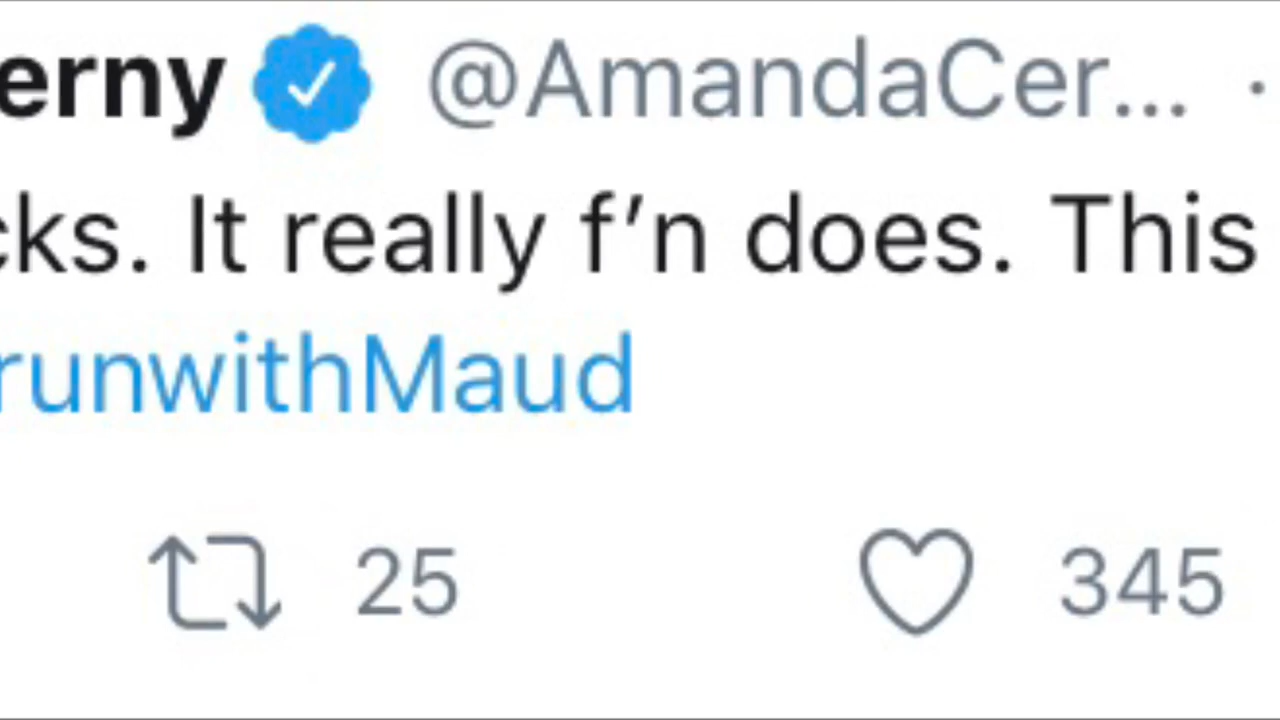 erny @AmandaCer... ·
cks. It really f’n does. This
runwithMaud
25 345